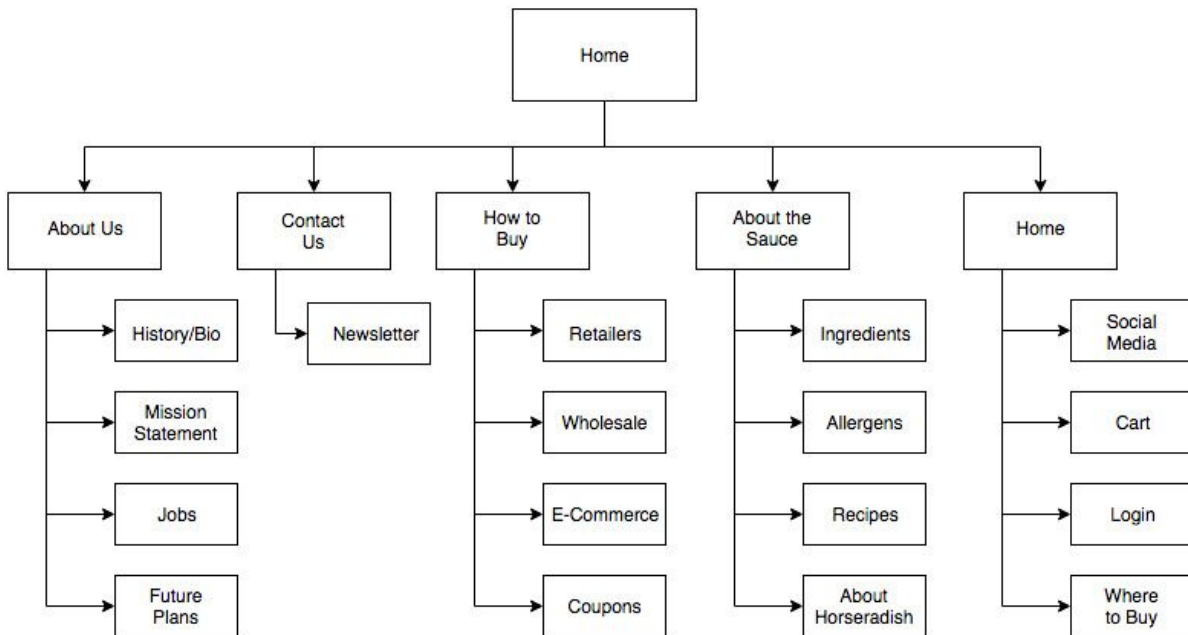 Home
About Us
Contact
Us
How to
Buy
About the
Sauce
Home
History/Bio
Newsletter
Retailers
Ingredients
Social
Media
Mission
Statement
Wholesale
Allergens
Cart
Jobs
E-Commerce
Recipes
Login
Future
Plans
Coupons
About
Horseradish
Where
to Buy